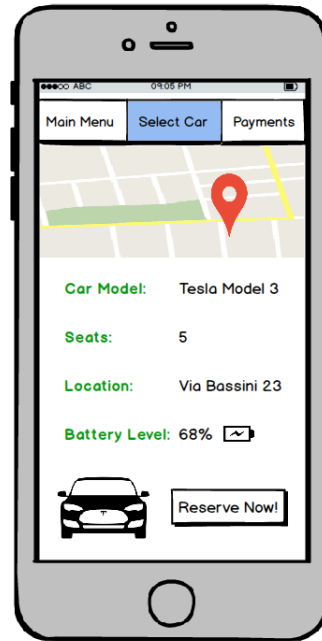 ABC 09:05 PM
Main Menu Select Car Payments
Car Model: Tesla Model 3
Seats: 5
Location: Via Bassini 23
Battery Level: 68%
Reserve Now!